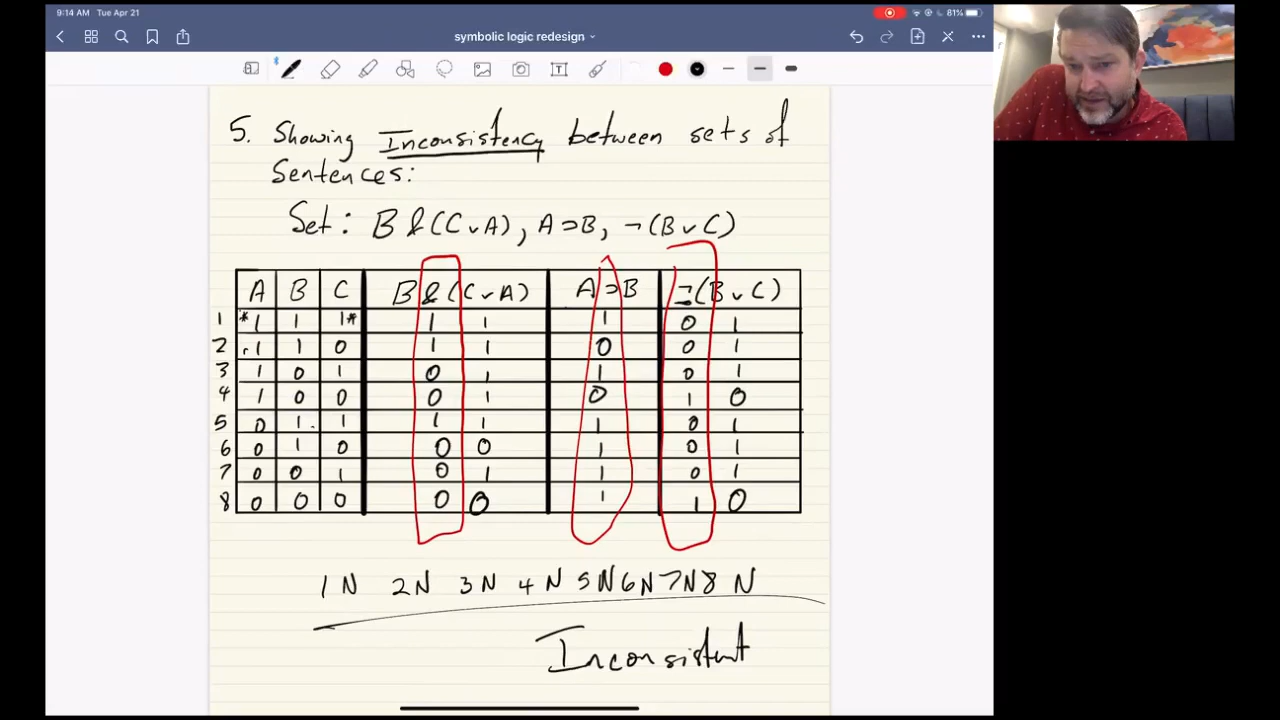 9:14 AM Tue Apr 21 81%
symbolic logic redesign
5. Showing Inconsistency between sets of
Sentences:
Set: B & (C ∨ A), A ⊃ B, ¬(B ∨ C)
A B C B & (C ∨ A) A ⊃ B ¬(B ∨ C)
1 * 1 1 1* 1 1 1 0 1
2 1 1 0 1 1 0 0 1
3 1 0 1 0 1 1 0 1
4 1 0 0 0 1 0 1 0
5 0 1 1 1 1 1 0 1
6 0 1 0 0 0 1 0 1
7 0 0 1 0 1 1 0 1
8 0 0 0 0 0 1 1 0
1 N 2 N 3 N 4 N 5 N 6 N 7 N 8 N
Inconsistent